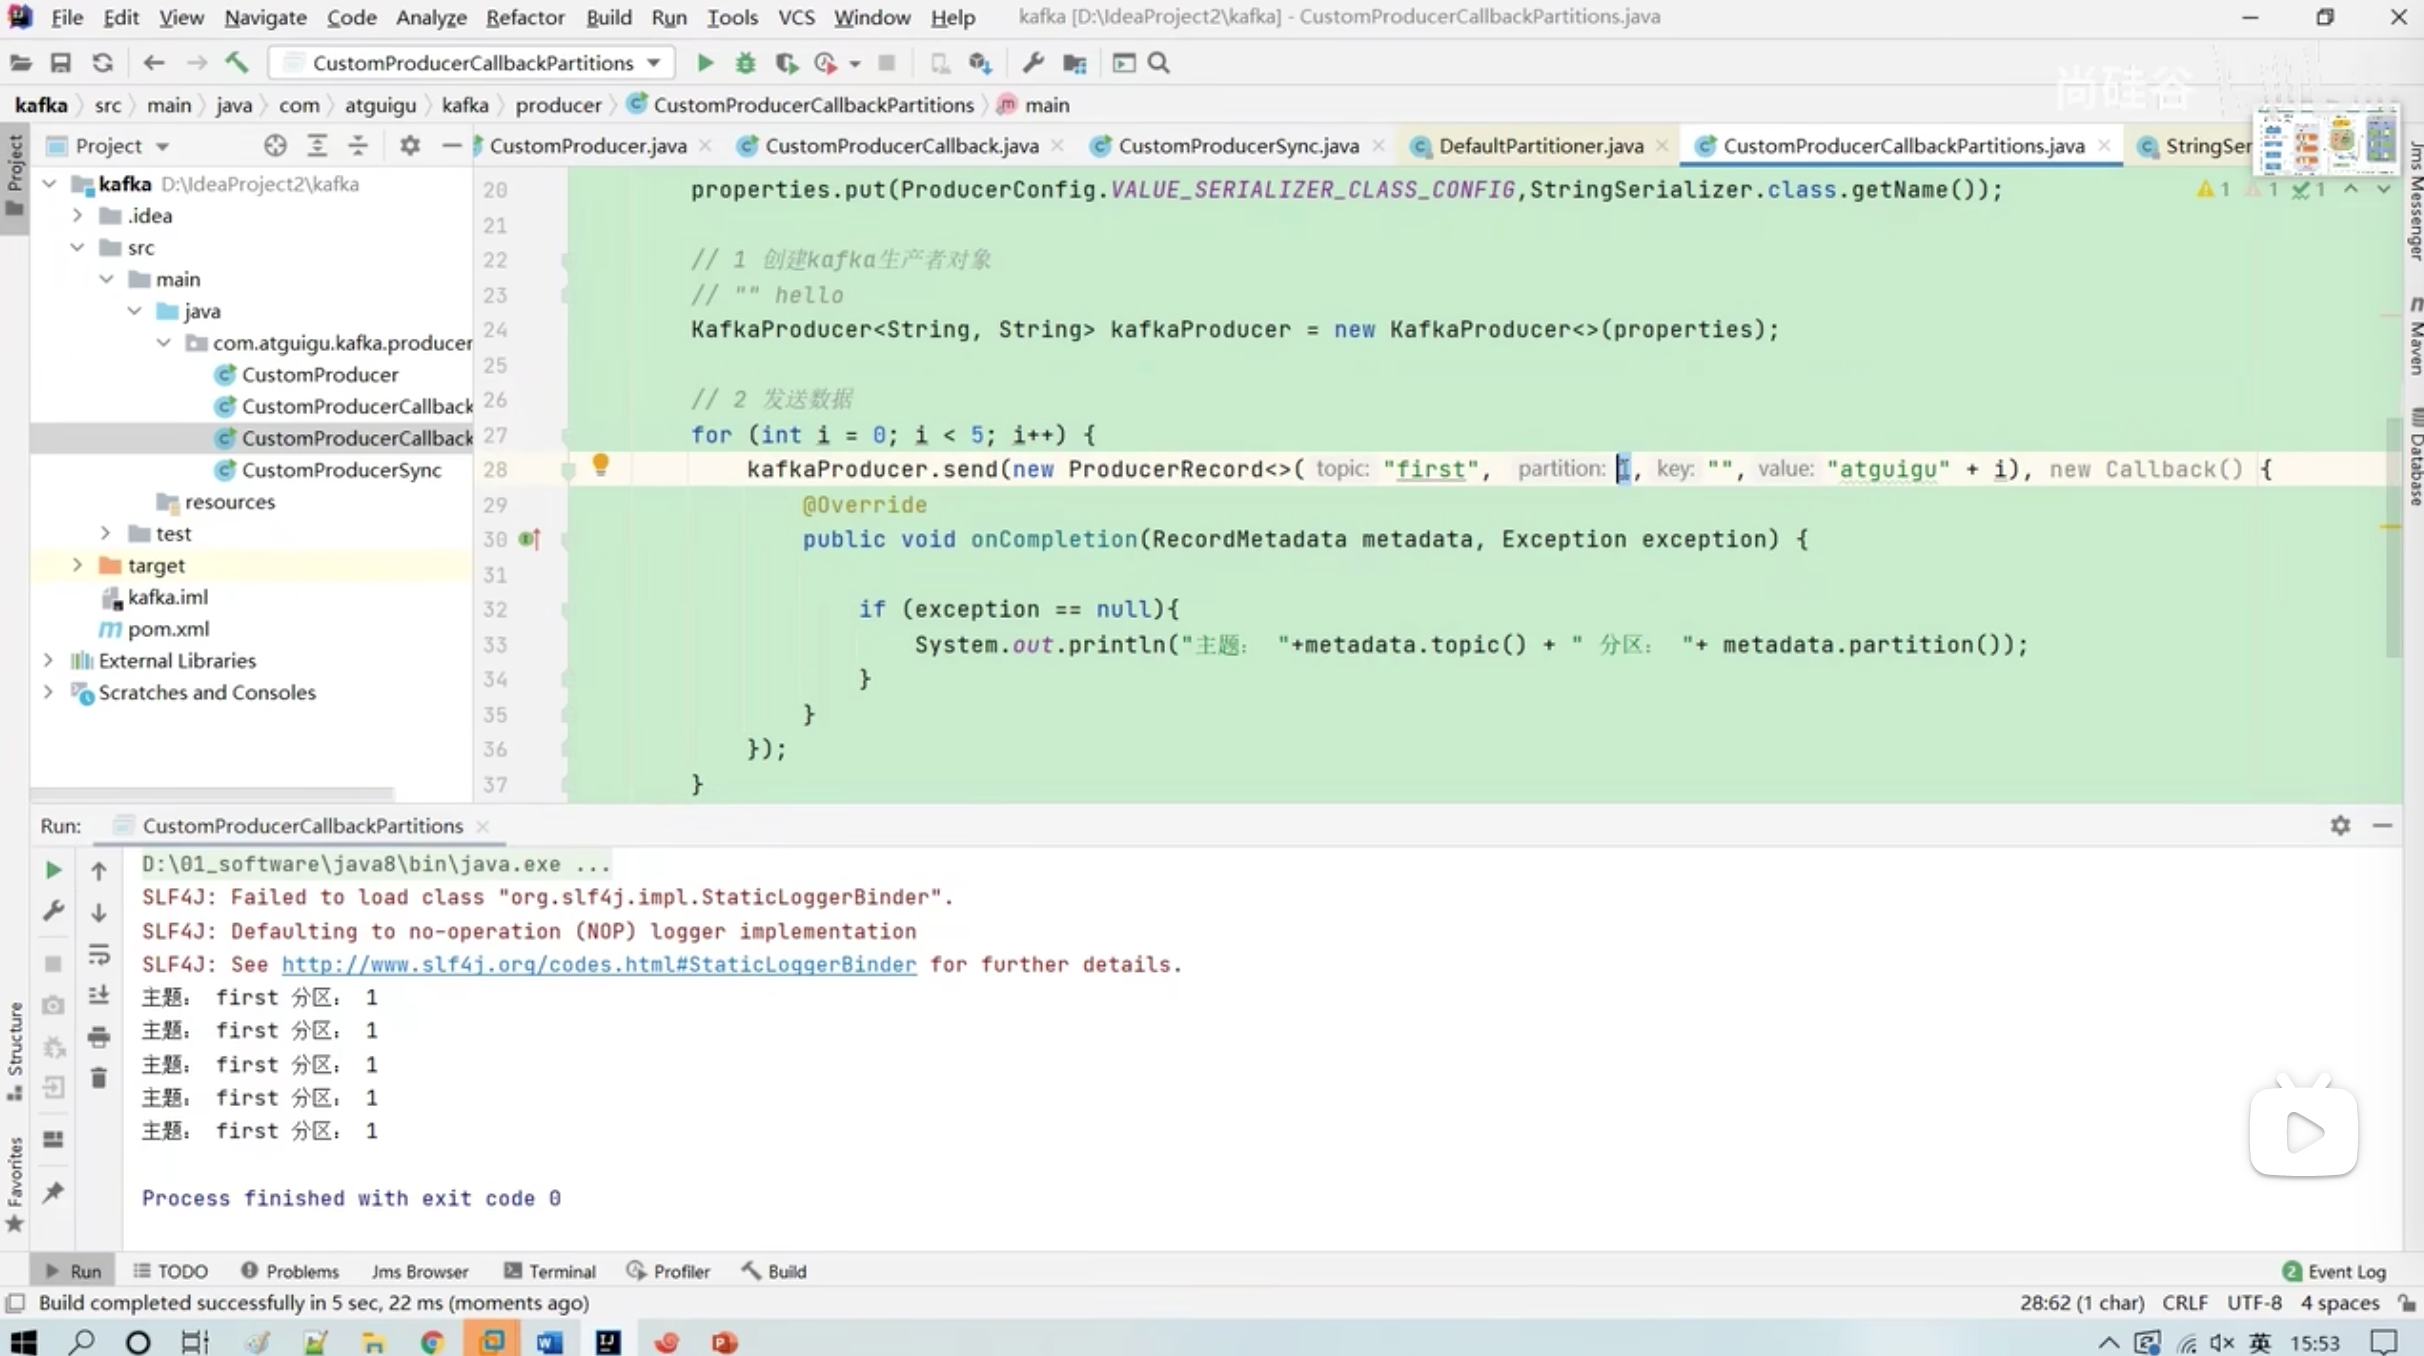 File Edit View Navigate Code Analyze Refactor Build Run Tools VCS Window Help kafka [D:\IdeaProject2\kafka] - CustomProducerCallbackPartitions.java
CustomProducerCallbackPartitions
尚硅谷
kafka src main java com atguigu kafka producer CustomProducerCallbackPartitions main
Project CustomProducer.java CustomProducerCallback.java CustomProducerSync.java DefaultPartitioner.java CustomProducerCallbackPartitions.java StringSer
Project
kafka D:\IdeaProject2\kafka
.idea
src
main
java
com.atguigu.kafka.producer
CustomProducer
CustomProducerCallback
CustomProducerCallback
CustomProducerSync
resources
test
target
kafka.iml
pom.xml
External Libraries
Scratches and Consoles
1 1 1
20 properties.put(ProducerConfig.VALUE_SERIALIZER_CLASS_CONFIG,StringSerializer.class.getName());
21
22 // 1 创建kafka生产者对象
23 // "" hello
24 KafkaProducer<String, String> kafkaProducer = new KafkaProducer<>(properties);
25
26 // 2 发送数据
27 for (int i = 0; i < 5; i++) {
28 kafkaProducer.send(new ProducerRecord<>( topic: "first", partition: 1, key: "", value: "atguigu" + i), new Callback() {
29 @Override
30 public void onCompletion(RecordMetadata metadata, Exception exception) {
31
32 if (exception == null){
33 System.out.println("主题： "+metadata.topic() + " 分区： "+ metadata.partition());
34 }
35 }
36 });
37 }
Jms Messenger
Maven
Database
Run: CustomProducerCallbackPartitions
D:\01_software\java8\bin\java.exe ...
SLF4J: Failed to load class "org.slf4j.impl.StaticLoggerBinder".
SLF4J: Defaulting to no-operation (NOP) logger implementation
SLF4J: See http://www.slf4j.org/codes.html#StaticLoggerBinder for further details.
主题： first 分区： 1
主题： first 分区： 1
主题： first 分区： 1
主题： first 分区： 1
主题： first 分区： 1
Process finished with exit code 0
Structure
Favorites
Run TODO Problems Jms Browser Terminal Profiler Build 2 Event Log
Build completed successfully in 5 sec, 22 ms (moments ago) 28:62 (1 char) CRLF UTF-8 4 spaces
英 15:53